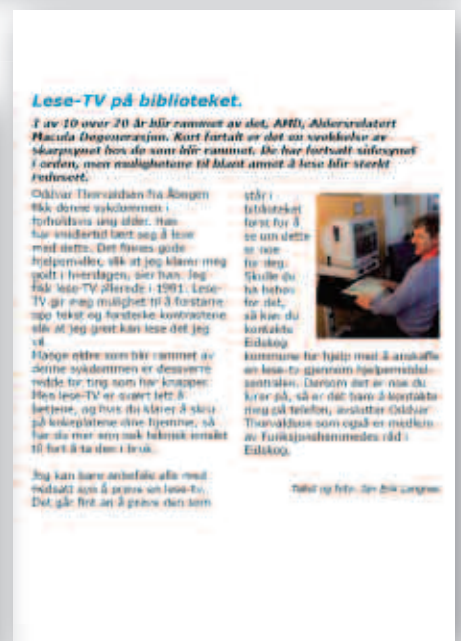 Lese-TV på biblioteket.
1 av 10 over 70 år blir rammet av det, AMD, Aldersrelatert
Macula Degenerasjon. Kort fortalt er det en svekkelse av
skarpsynet hos de som blir rammet. De har fortsatt sidesynet
i orden, men mulighetene til blant annet å lese blir sterkt
redusert.
Oddvar Thorvaldsen fra Åbogen
fikk denne sykdommen i
forholdsvis ung alder. Han
har imidlertid lært seg å leve
med dette. Det finnes gode
hjelpemidler, slik at jeg klarer meg
godt i hverdagen, sier han. Jeg
fikk lese-TV allerede i 1991. Lese-
TV gir meg mulighet til å forstørre
opp tekst og forsterke kontrastene
slik at jeg greit kan lese det jeg
vil.
Mange eldre som blir rammet av
denne sykdommen er dessverre
redde for ting som har knapper.
Men lese-TV er svært lett å
betjene, og hvis du klarer å skru
på kokeplatene dine hjemme, så
har du mer enn nok teknisk innsikt
til fort å ta den i bruk.
Jeg kan bare anbefale alle med
nedsatt syn å prøve en lese-tv.
Det går fint an å prøve den som
står i
biblioteket
først for å
se om dette
er noe
for deg.
Skulle du
ha behov
for det,
så kan du
kontakte
Eidskog
kommune for hjelp med å anskaffe
en lese-tv gjennom hjelpemiddel-
sentralen. Dersom det er noe du
lurer på, så er det bare å kontakte
meg på telefon, avslutter Oddvar
Thorvaldsen som også er medlem
av Funksjonshemmedes råd i
Eidskog.
Tekst og foto: Jan Erik Langnes